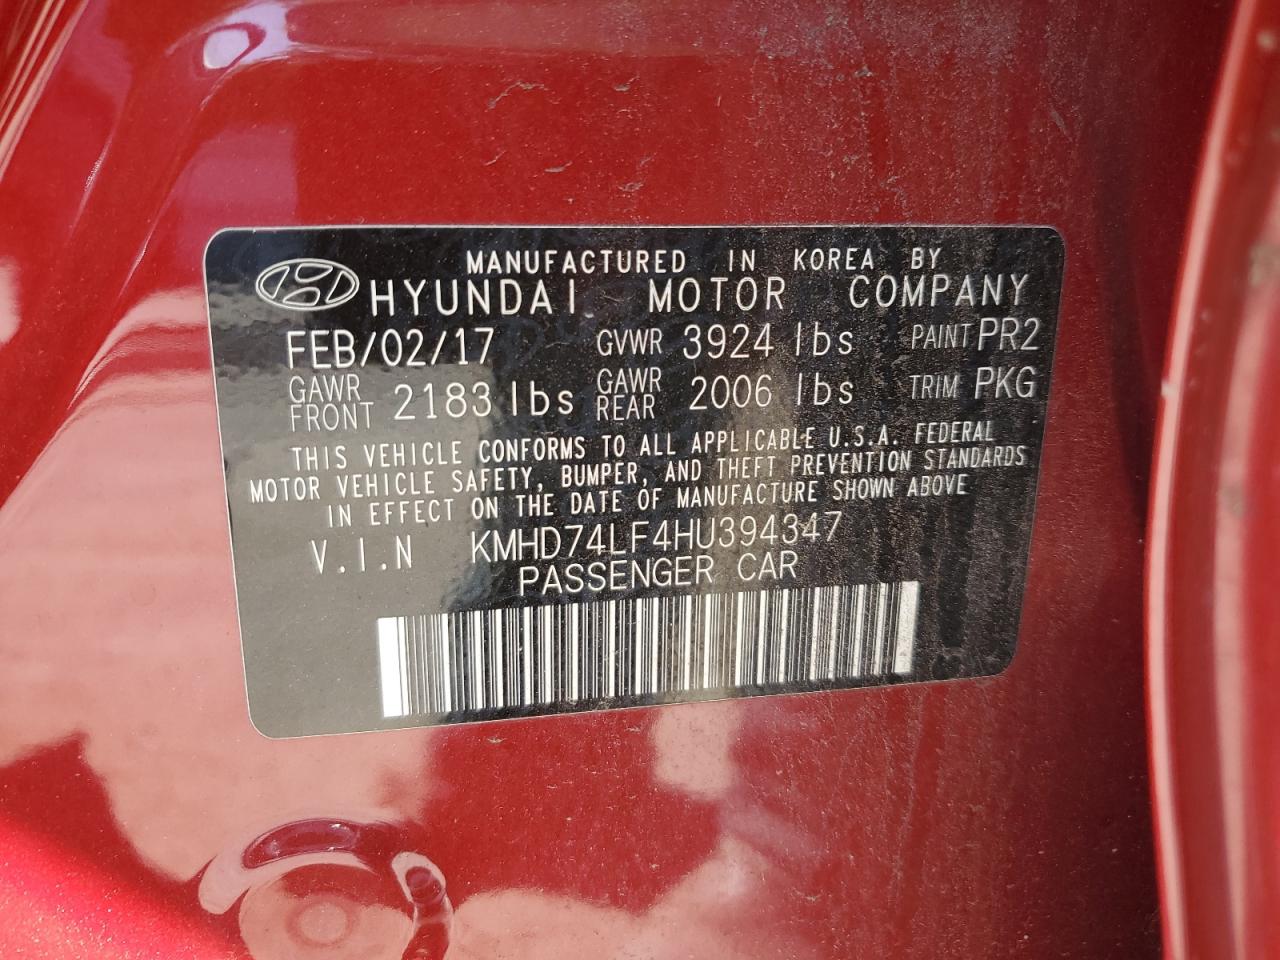 MANUFACTURED IN KOREA BY
HYUNDAI MOTOR COMPANY
FEB/02/17 GVWR 3924 lbs PAINT PR2
GAWR FRONT 2183 lbs GAWR REAR 2006 lbs TRIM PKG
THIS VEHICLE CONFORMS TO ALL APPLICABLE U.S.A. FEDERAL
MOTOR VEHICLE SAFETY, BUMPER, AND THEFT PREVENTION STANDARDS
IN EFFECT ON THE DATE OF MANUFACTURE SHOWN ABOVE
V.I.N KMHD74LF4HU394347
PASSENGER CAR